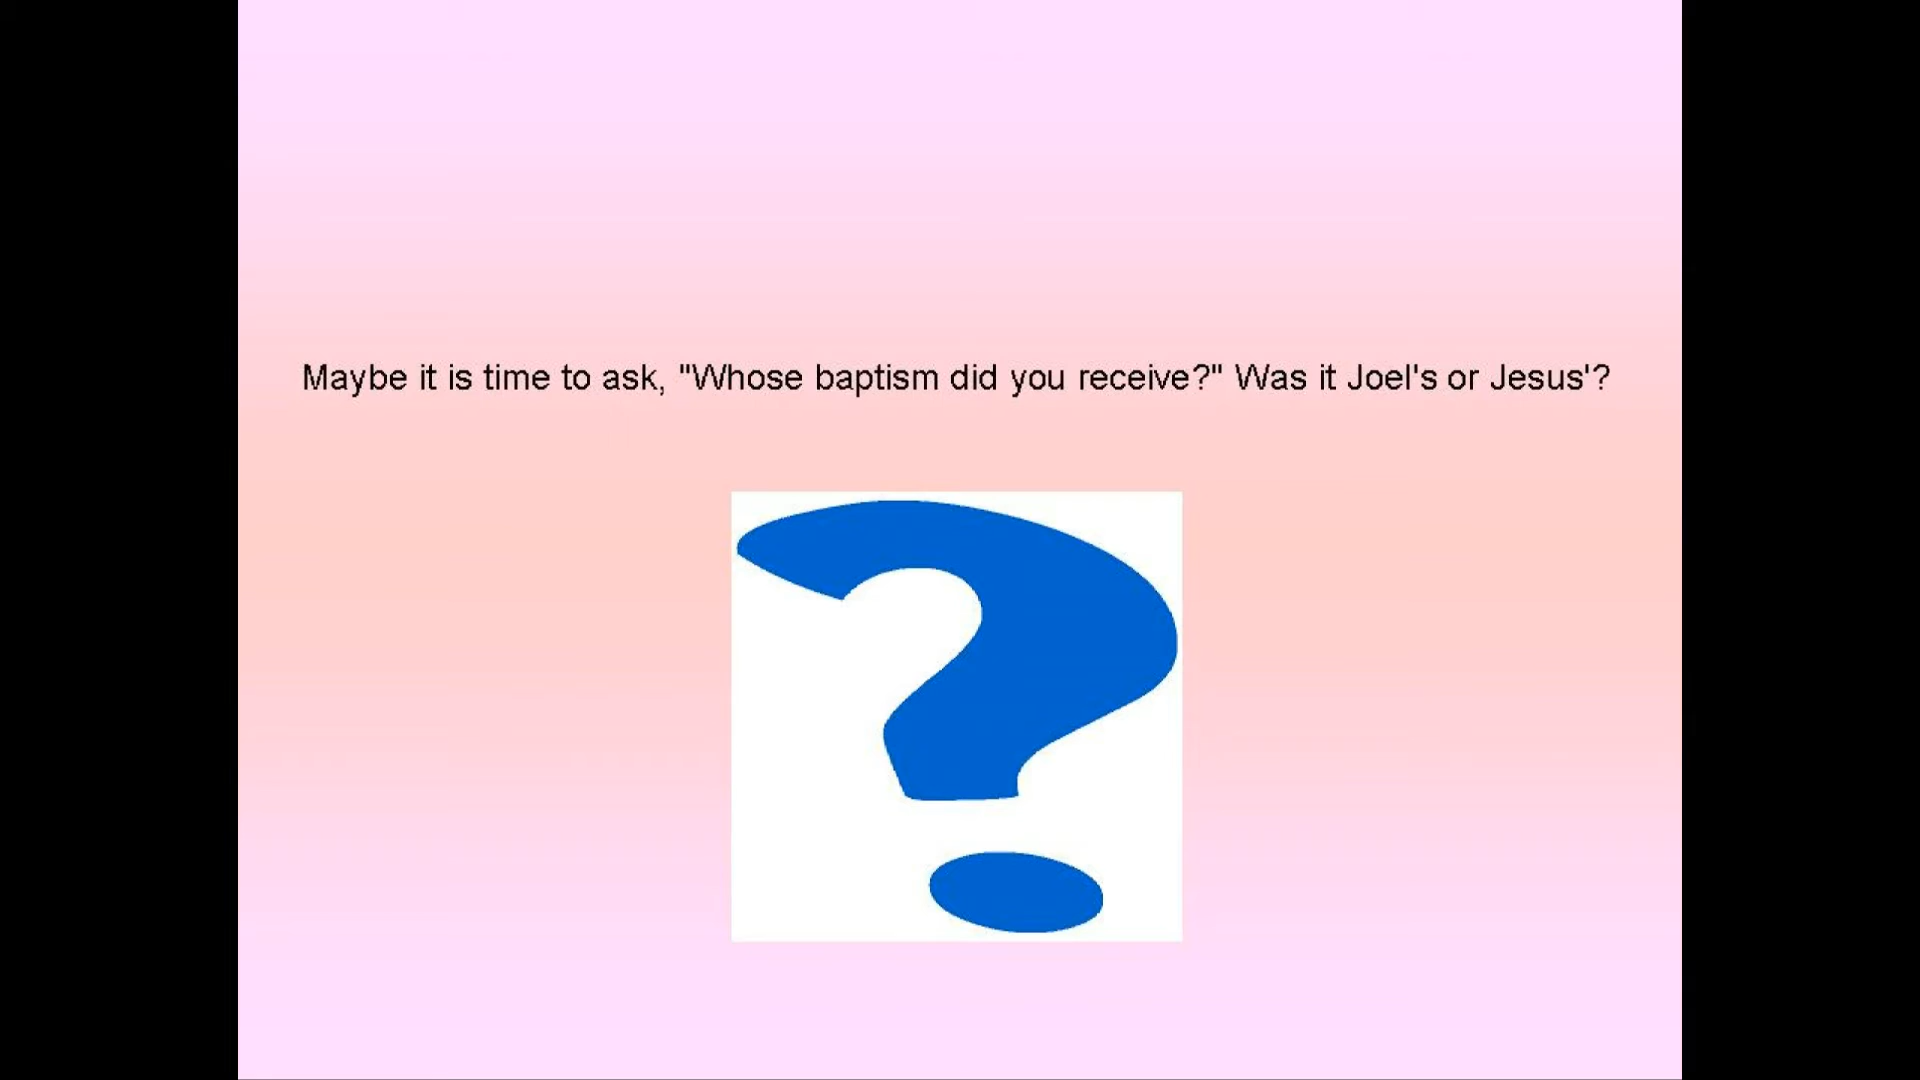 Maybe it is time to ask, "Whose baptism did you receive?" Was it Joel's or Jesus'?
?